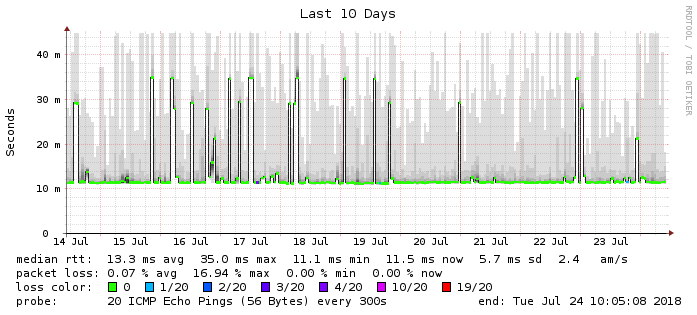 Last 10 Days
RRDTOOL / TOBI OETIKER
Seconds
40 m
30 m
20 m
10 m
0
14 Jul 15 Jul 16 Jul 17 Jul 18 Jul 19 Jul 20 Jul 21 Jul 22 Jul 23 Jul
median rtt: 13.3 ms avg 35.0 ms max 11.1 ms min 11.5 ms now 5.7 ms sd 2.4 am/s
packet loss: 0.07 % avg 16.94 % max 0.00 % min 0.00 % now
loss color: 0 1/20 2/20 3/20 4/20 10/20 19/20
probe: 20 ICMP Echo Pings (56 Bytes) every 300s end: Tue Jul 24 10:05:08 2018